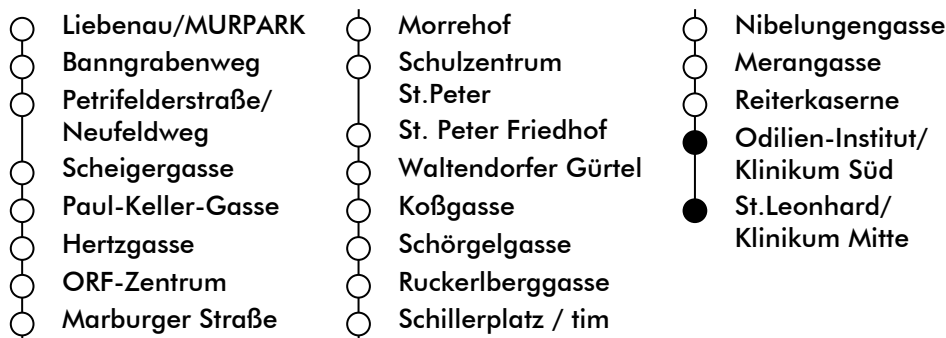 Liebenau/MURPARK
Banngrabenweg
Petrifelderstraße/
Neufeldweg
Scheigergasse
Paul-Keller-Gasse
Hertzgasse
ORF-Zentrum
Marburger Straße
Morrehof
Schulzentrum
St.Peter
St. Peter Friedhof
Waltendorfer Gürtel
Koßgasse
Schörgelgasse
Ruckerlberggasse
Schillerplatz / tim
Nibelungengasse
Merangasse
Reiterkaserne
Odilien-Institut/
Klinikum Süd
St.Leonhard/
Klinikum Mitte